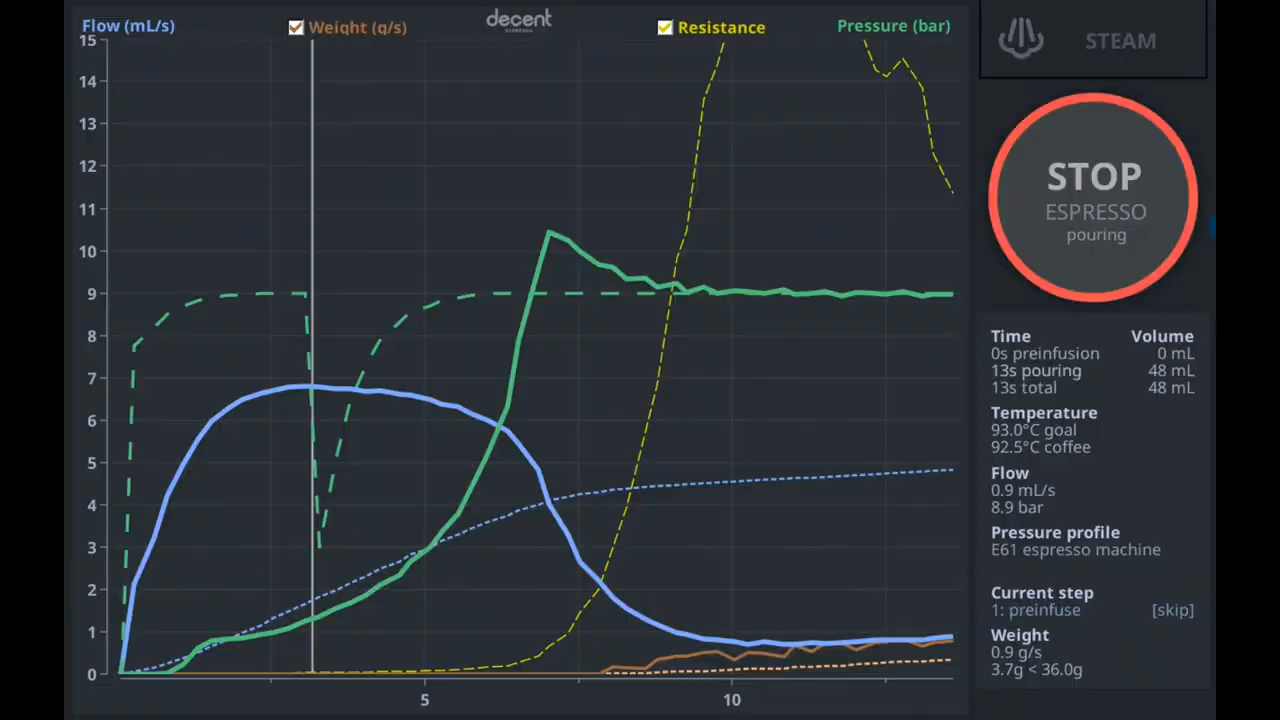 Flow (mL/s)
Weight (g/s)
decent
ESPRESSO
Resistance
Pressure (bar)
15
14
13
12
11
10
9
8
7
6
5
4
3
2
1
0
5
10
STEAM
STOP
ESPRESSO
pouring
Time Volume
0s preinfusion 0 mL
13s pouring 48 mL
13s total 48 mL
Temperature
93.0°C goal
92.5°C coffee
Flow
0.9 mL/s
8.9 bar
Pressure profile
E61 espresso machine
Current step
1: preinfuse [skip]
Weight
0.9 g/s
3.7g < 36.0g